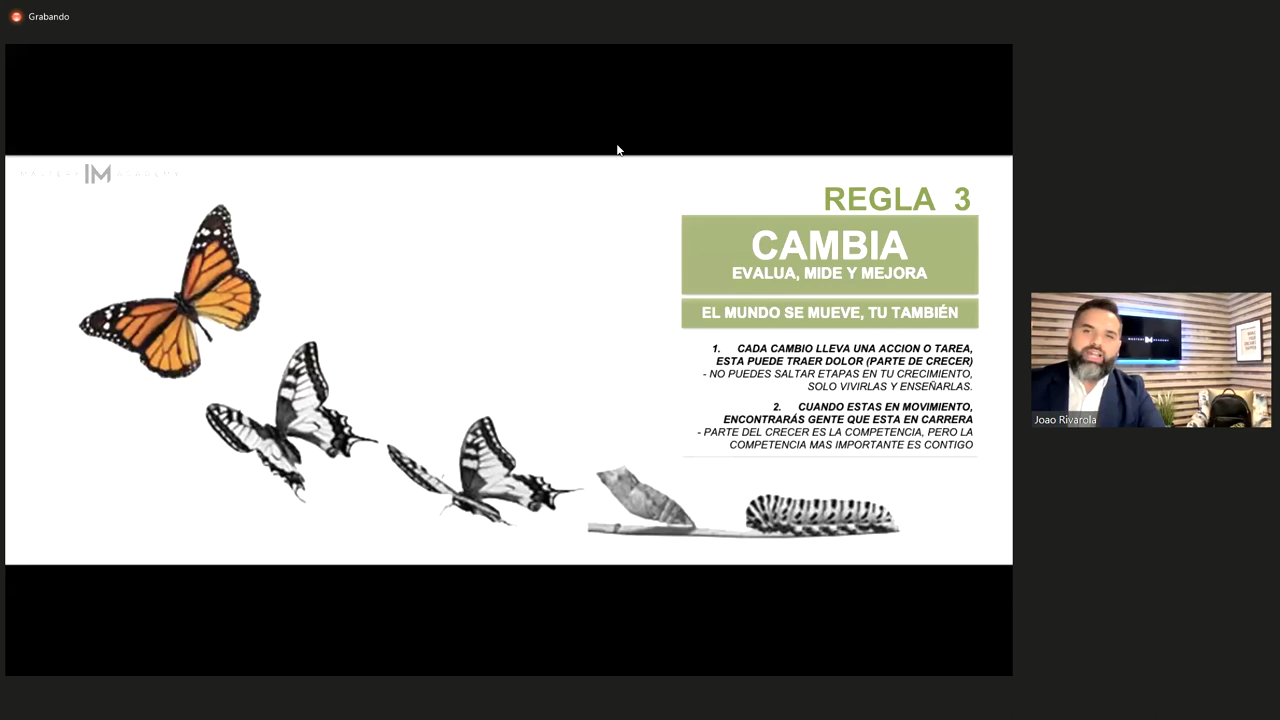 Grabando
IM
REGLA 3
CAMBIA
EVALUA, MIDE Y MEJORA
EL MUNDO SE MUEVE, TU TAMBIÉN
1. CADA CAMBIO LLEVA UNA ACCION O TAREA,
ESTA PUEDE TRAER DOLOR (PARTE DE CRECER)
- NO PUEDES SALTAR ETAPAS EN TU CRECIMIENTO,
SOLO VIVIRLAS Y ENSEÑARLAS.
2. CUANDO ESTAS EN MOVIMIENTO,
ENCONTRARÁS GENTE QUE ESTA EN CARRERA
- PARTE DEL CRECER ES LA COMPETENCIA, PERO LA
COMPETENCIA MAS IMPORTANTE ES CONTIGO
Joao Rivarola